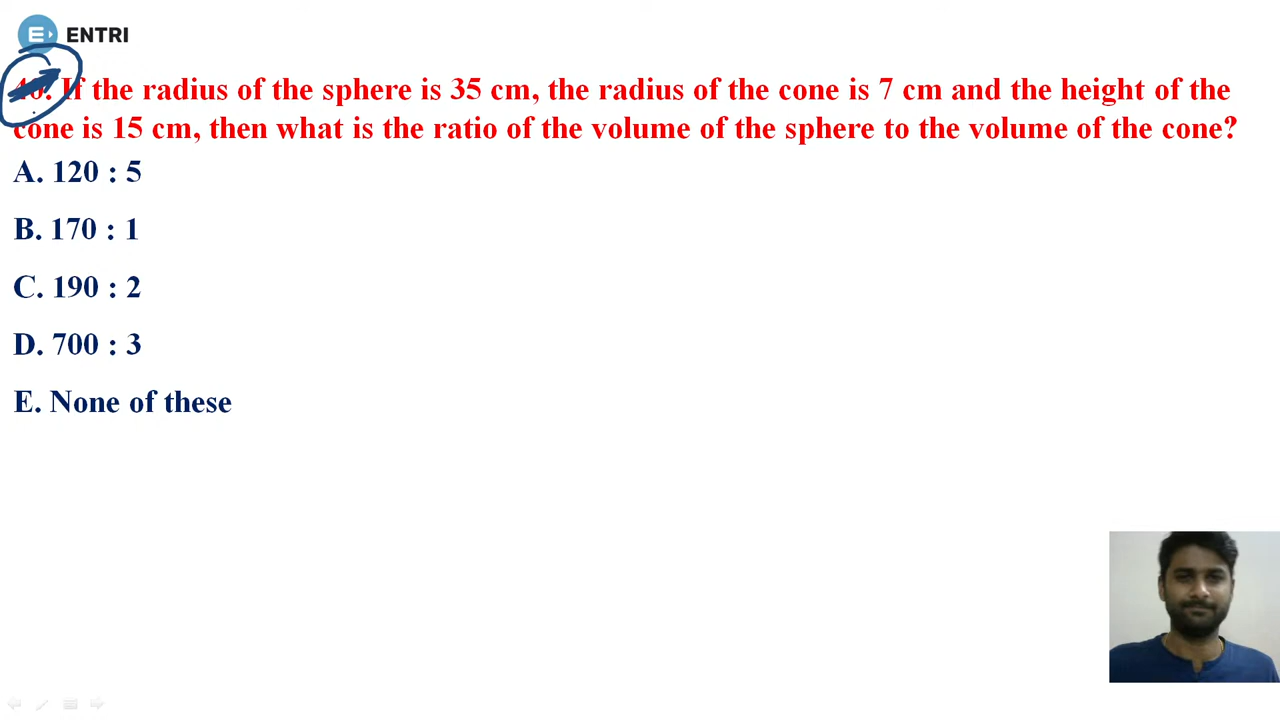 ENTRI
If the radius of the sphere is 35 cm, the radius of the cone is 7 cm and the height of the
cone is 15 cm, then what is the ratio of the volume of the sphere to the volume of the cone?
A. 120 : 5
B. 170 : 1
C. 190 : 2
D. 700 : 3
E. None of these